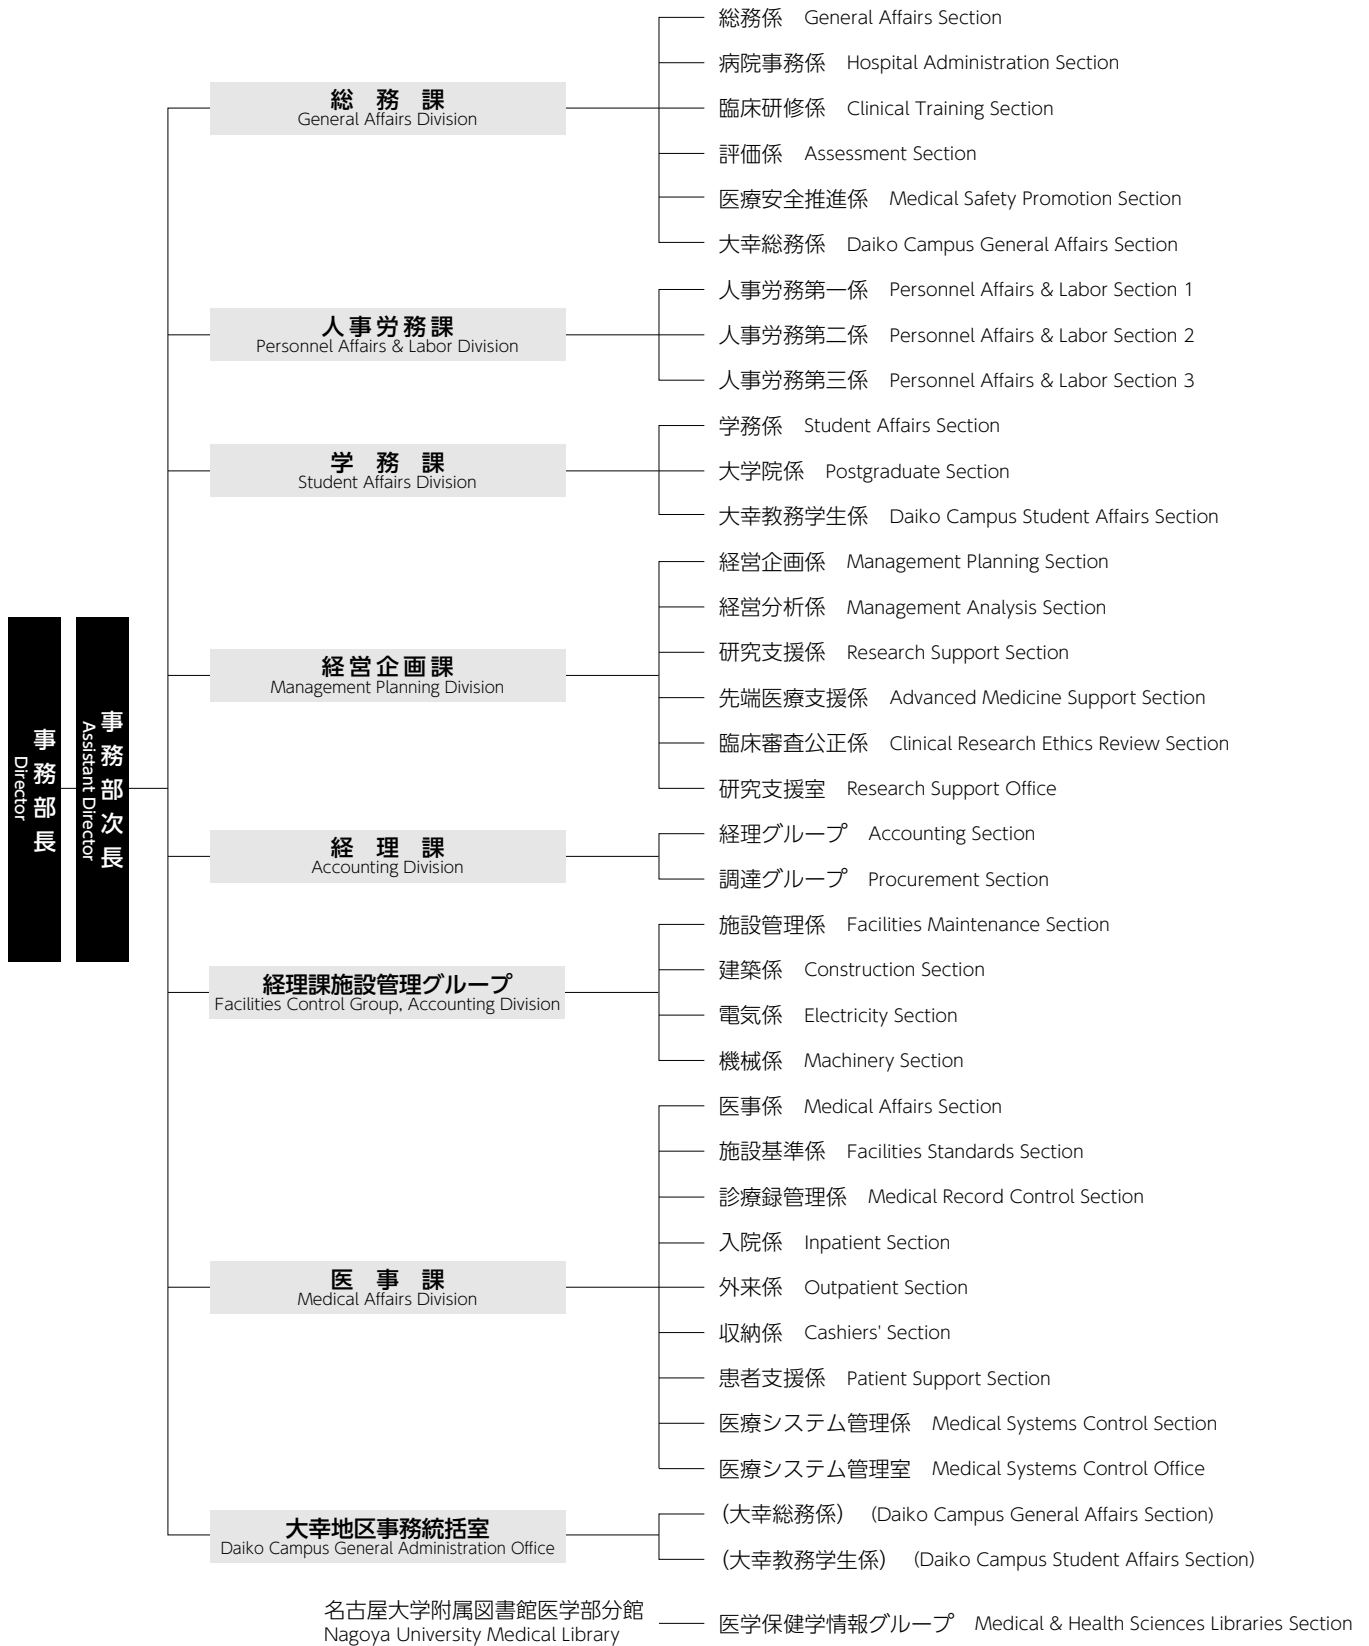 事務部長
Director
事務部次長
Assistant Director
総務課
General Affairs Division
総務係 General Affairs Section
病院事務係 Hospital Administration Section
臨床研修係 Clinical Training Section
評価係 Assessment Section
医療安全推進係 Medical Safety Promotion Section
大幸総務係 Daiko Campus General Affairs Section
人事労務課
Personnel Affairs & Labor Division
人事労務第一係 Personnel Affairs & Labor Section 1
人事労務第二係 Personnel Affairs & Labor Section 2
人事労務第三係 Personnel Affairs & Labor Section 3
学務課
Student Affairs Division
学務係 Student Affairs Section
大学院係 Postgraduate Section
大幸教務学生係 Daiko Campus Student Affairs Section
経営企画課
Management Planning Division
経営企画係 Management Planning Section
経営分析係 Management Analysis Section
研究支援係 Research Support Section
先端医療支援係 Advanced Medicine Support Section
臨床審査公正係 Clinical Research Ethics Review Section
研究支援室 Research Support Office
経理課
Accounting Division
経理グループ Accounting Section
調達グループ Procurement Section
経理課施設管理グループ
Facilities Control Group, Accounting Division
施設管理係 Facilities Maintenance Section
建築係 Construction Section
電気係 Electricity Section
機械係 Machinery Section
医事課
Medical Affairs Division
医事係 Medical Affairs Section
施設基準係 Facilities Standards Section
診療録管理係 Medical Record Control Section
入院係 Inpatient Section
外来係 Outpatient Section
収納係 Cashiers' Section
患者支援係 Patient Support Section
医療システム管理係 Medical Systems Control Section
医療システム管理室 Medical Systems Control Office
大幸地区事務統括室
Daiko Campus General Administration Office
（大幸総務係） (Daiko Campus General Affairs Section)
（大幸教務学生係） (Daiko Campus Student Affairs Section)
名古屋大学附属図書館医学部分館
Nagoya University Medical Library
医学保健学情報グループ Medical & Health Sciences Libraries Section